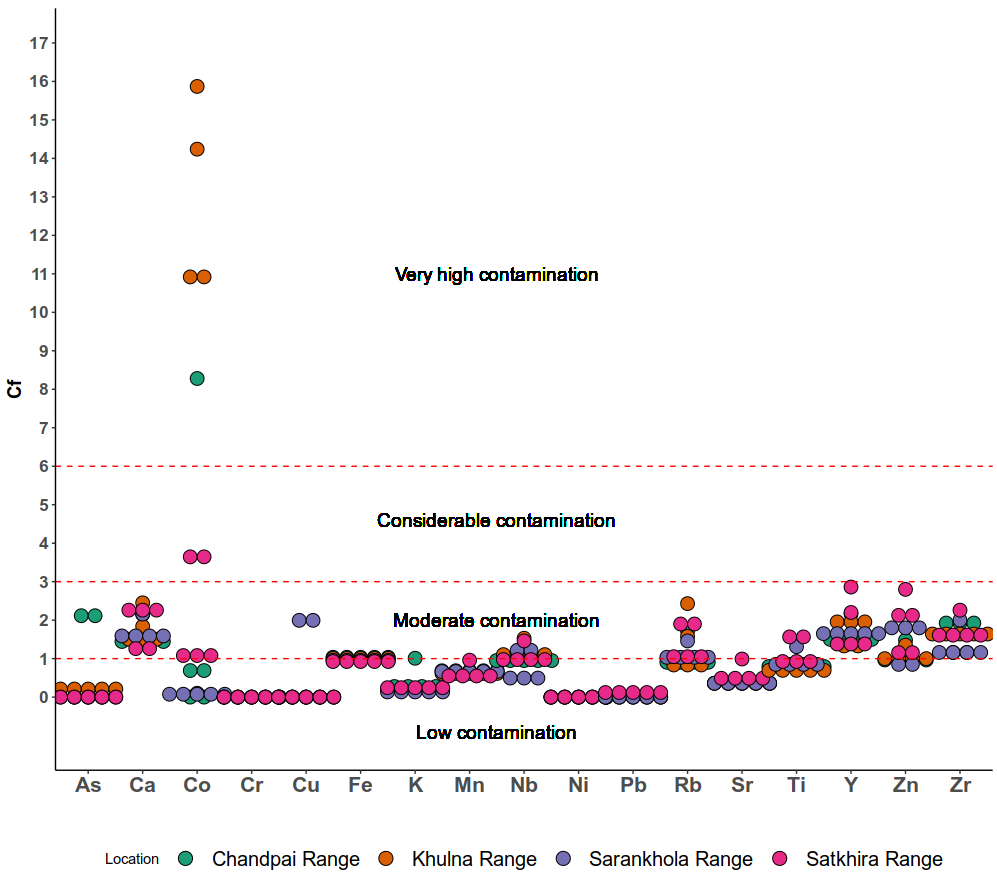 17
16
15
14
13
12
Very high contamination
11
10
9
Cf
8
7
6
5
Considerable contamination
4
3
2
Moderate contamination
1
0
Low contamination
As Ca Co Cr Cu Fe K Mn Nb Ni Pb Rb Sr Ti Y Zn Zr
Location Chandpai Range Khulna Range Sarankhola Range Satkhira Range